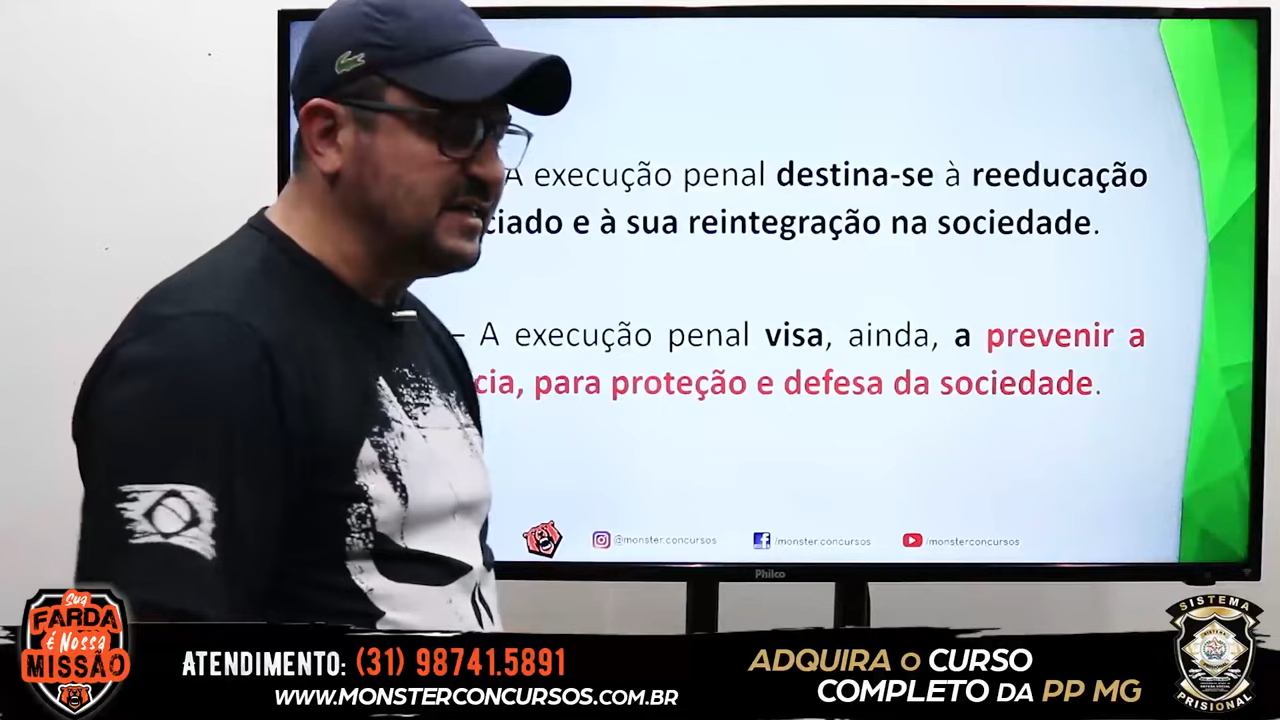 A execução penal destina-se à reeducação
e à sua reintegração na sociedade.
– A execução penal visa, ainda, a prevenir a
para proteção e defesa da sociedade.
@monster.concursos
/monster.concursos
/monsterconcursos
Philco
Sua
FARDA
é Nossa
MISSÃO
ATENDIMENTO: (31) 98741.5891
WWW.MONSTERCONCURSOS.COM.BR
ADQUIRA O CURSO
COMPLETO DA PP MG
SISTEMA
PRISIONAL